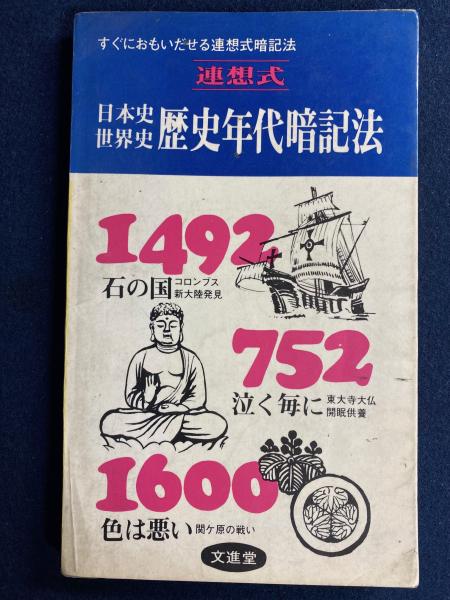 すぐにおもいだせる連想式暗記法
連想式
日本史
世界史
歴史年代暗記法
1492
石の国
コロンブス
新大陸発見
752
泣く毎に
東大寺大仏
開眠供養
1600
色は悪い
関ケ原の戦い
文進堂